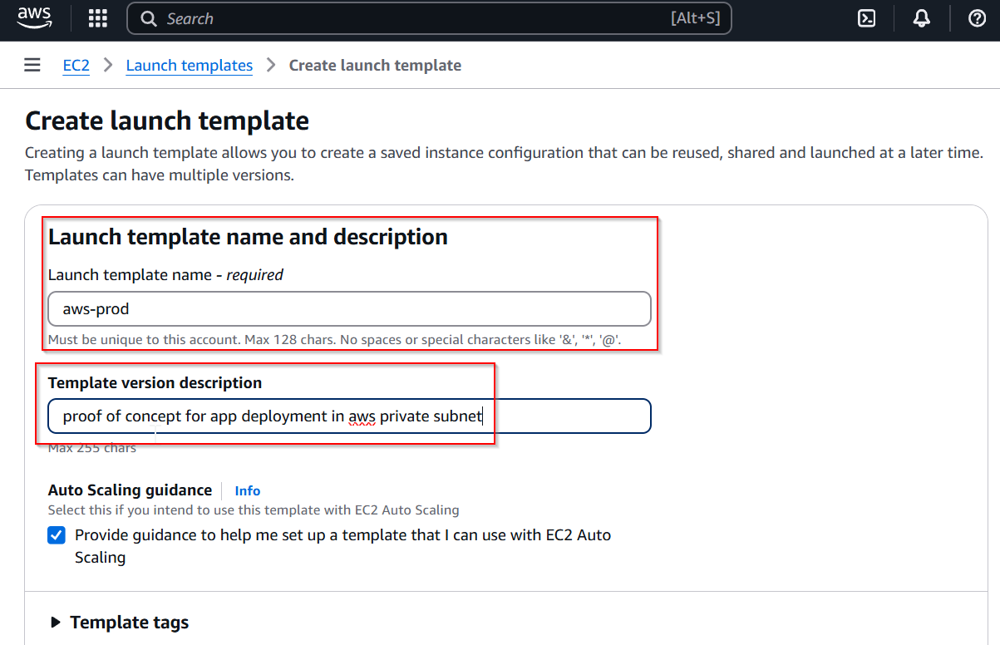 aws
Search [Alt+S]
EC2 > Launch templates > Create launch template
Create launch template
Creating a launch template allows you to create a saved instance configuration that can be reused, shared and launched at a later time.
Templates can have multiple versions.
Launch template name and description
Launch template name - required
aws-prod
Must be unique to this account. Max 128 chars. No spaces or special characters like '&', '*', '@'.
Template version description
proof of concept for app deployment in aws private subnet
Max 255 chars
Auto Scaling guidance | Info
Select this if you intend to use this template with EC2 Auto Scaling
Provide guidance to help me set up a template that I can use with EC2 Auto
Scaling
Template tags